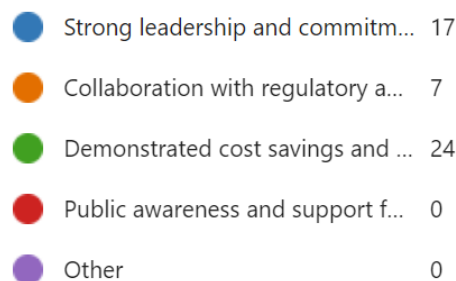 Strong leadership and commitm... 17
Collaboration with regulatory a... 7
Demonstrated cost savings and ... 24
Public awareness and support f... 0
Other 0